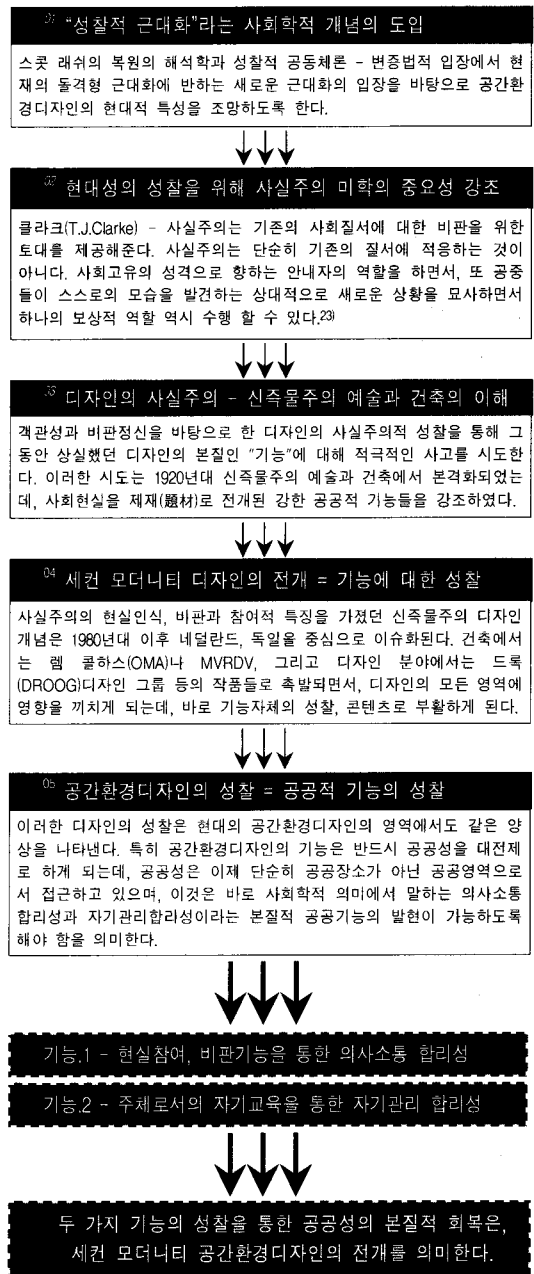 01 “성찰적 근대화”라는 사회학적 개념의 도입
스콧 래쉬의 복원의 해석학과 성찰적 공동체론 - 변증법적 입장에서 현
재의 돌격형 근대화에 반하는 새로운 근대화의 입장을 바탕으로 공간환
경디자인의 현대적 특성을 조망하도록 한다.
02 현대성의 성찰을 위해 사실주의 미학의 중요성 강조
클라크(T.J.Clarke) - 사실주의는 기존의 사회질서에 대한 비판을 위한
토대를 제공해준다. 사실주의는 단순히 기존의 질서에 적응하는 것이
아니다. 사회고유의 성격으로 향하는 안내자의 역할을 하면서, 또 공중
들이 스스로의 모습을 발견하는 상대적으로 새로운 상황을 묘사하면서
하나의 보상적 역할 역시 수행 할 수 있다.23)
03 디자인의 사실주의 - 신즉물주의 예술과 건축의 이해
객관성과 비판정신을 바탕으로 한 디자인의 사실주의적 성찰을 통해 그
동안 상실했던 디자인의 본질인 “기능”에 대해 적극적인 사고를 시도한
다. 이러한 시도는 1920년대 신즉물주의 예술과 건축에서 본격화되었는
데, 사회현실을 제재(題材)로 전개된 강한 공공적 기능들을 강조하였다.
04 세컨 모더니티 디자인의 전개 = 기능에 대한 성찰
사실주의의 현실인식, 비판과 참여적 특징을 가졌던 신즉물주의 디자인
개념은 1980년대 이후 네덜란드, 독일을 중심으로 이슈화된다. 건축에서
는 렘 콜하스(OMA)나 MVRDV, 그리고 디자인 분야에서는 드록
(DROOG)디자인 그룹 등의 작품들로 촉발되면서, 디자인의 모든 영역에
영향을 끼치게 되는데, 바로 기능자체의 성찰, 콘텐츠로 부활하게 된다.
05 공간환경디자인의 성찰 = 공공적 기능의 성찰
이러한 디자인의 성찰은 현대의 공간환경디자인의 영역에서도 같은 양
상을 나타낸다. 특히 공간환경디자인의 기능은 반드시 공공성을 대전제
로 하게 되는데, 공공성은 이제 단순히 공공장소가 아닌 공공영역으로
서 접근하고 있으며, 이것은 바로 사회학적 의미에서 말하는 의사소통
합리성과 자기관리합리성이라는 본질적 공공기능의 발현이 가능하도록
해야 함을 의미한다.
기능.1 - 현실참여, 비판기능을 통한 의사소통 합리성
기능.2 - 주체로서의 자기교육을 통한 자기관리 합리성
두 가지 기능의 성찰을 통한 공공성의 본질적 회복은,
세컨 모더니티 공간환경디자인의 전개를 의미한다.